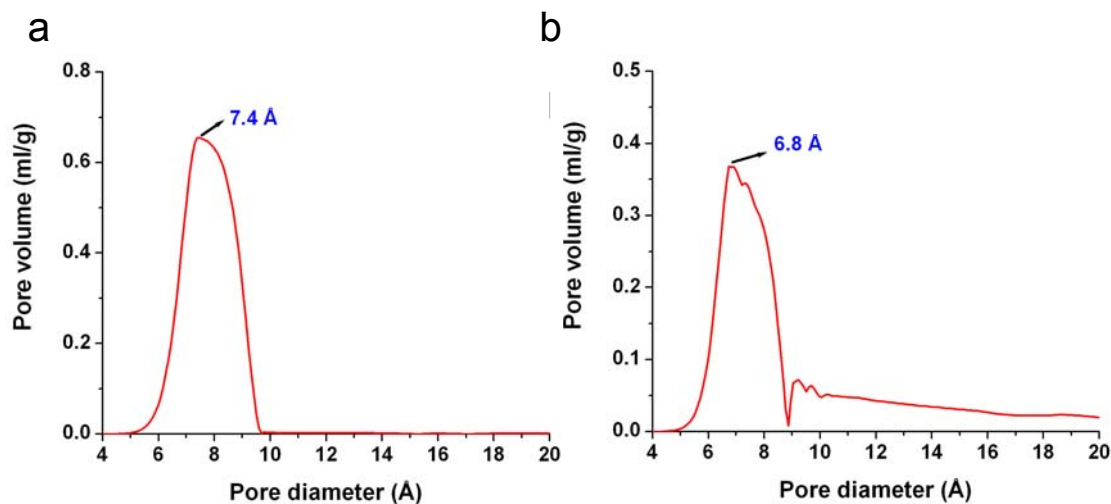 a
0.8
0.6
0.4
0.2
0.0
Pore volume (ml/g)
7.4 Å
4 6 8 10 12 14 16 18 20
Pore diameter (Å)
b
0.5
0.4
0.3
0.2
0.1
0.0
Pore volume (ml/g)
6.8 Å
4 6 8 10 12 14 16 18 20
Pore diameter (Å)